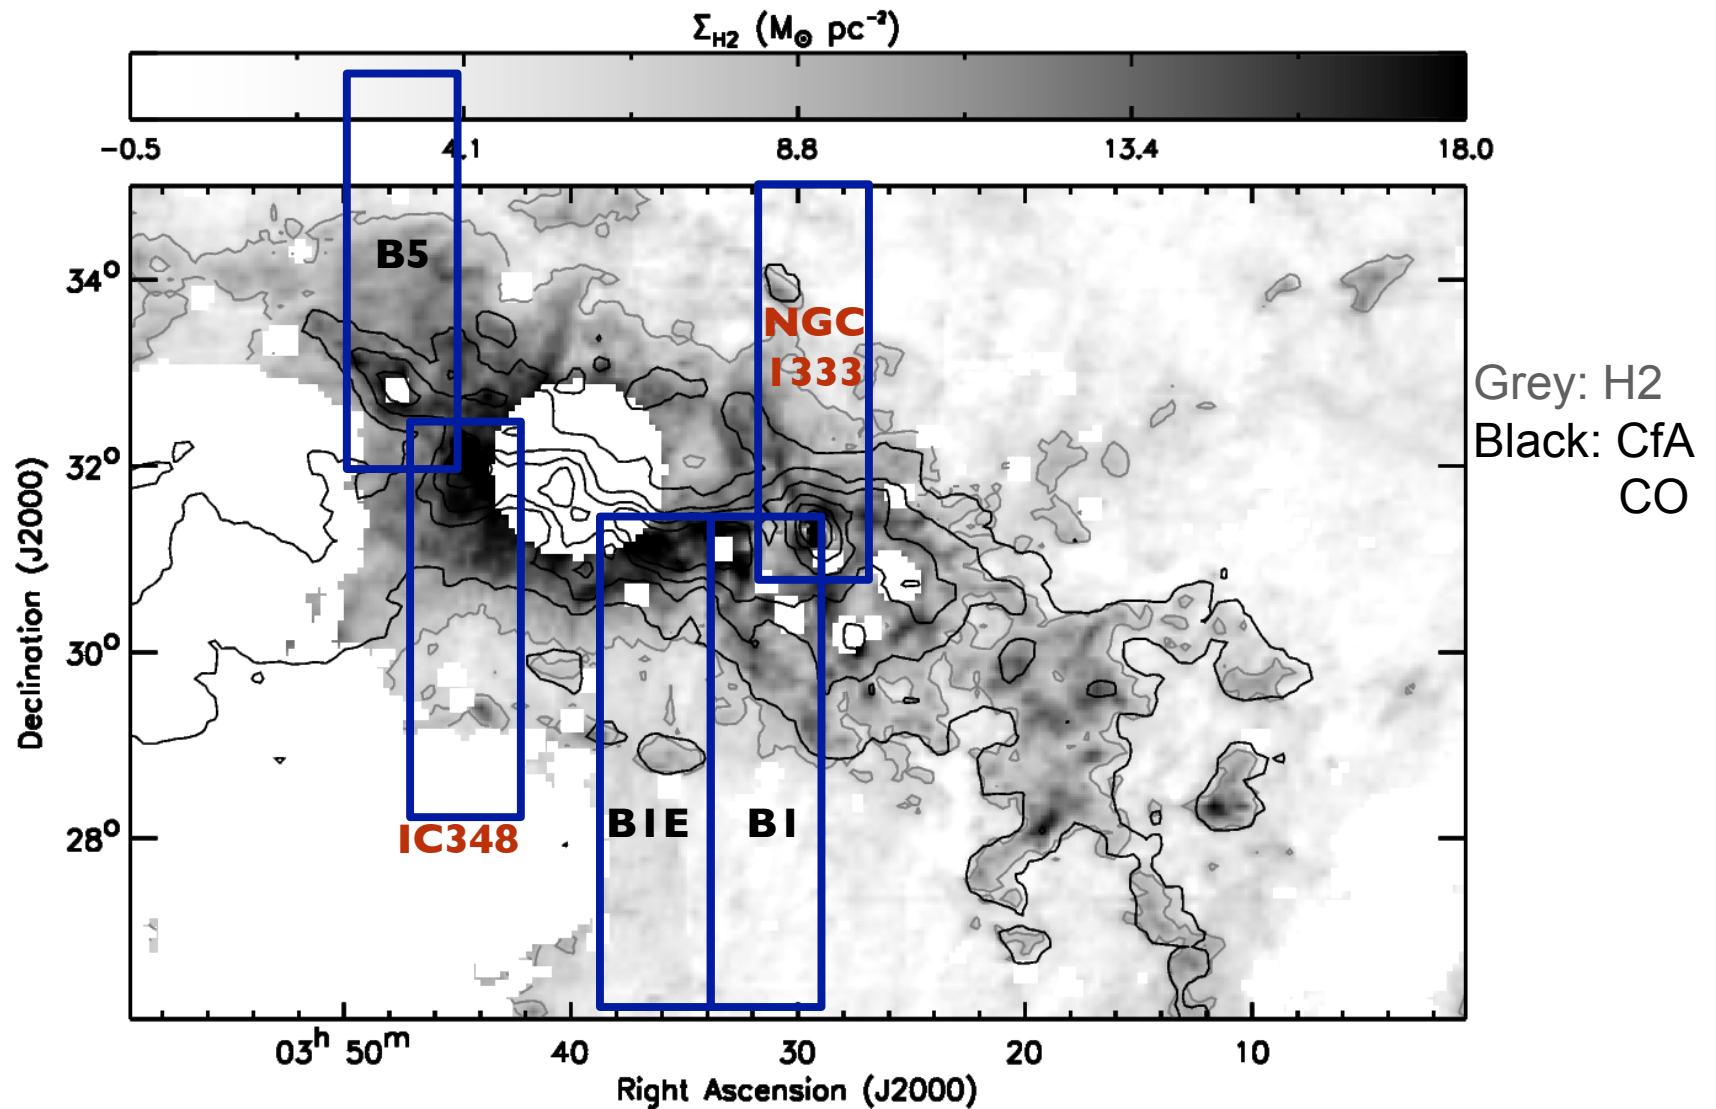 Σ_H2 (M_⊙ pc⁻²)
-0.5 4.1 8.8 13.4 18.0
B5
34°
NGC
1333
Grey: H2
Black: CfA
CO
32°
30°
Declination (J2000)
B1E B1
IC348
28°
03ʰ 50ᵐ 40 30 20 10
Right Ascension (J2000)